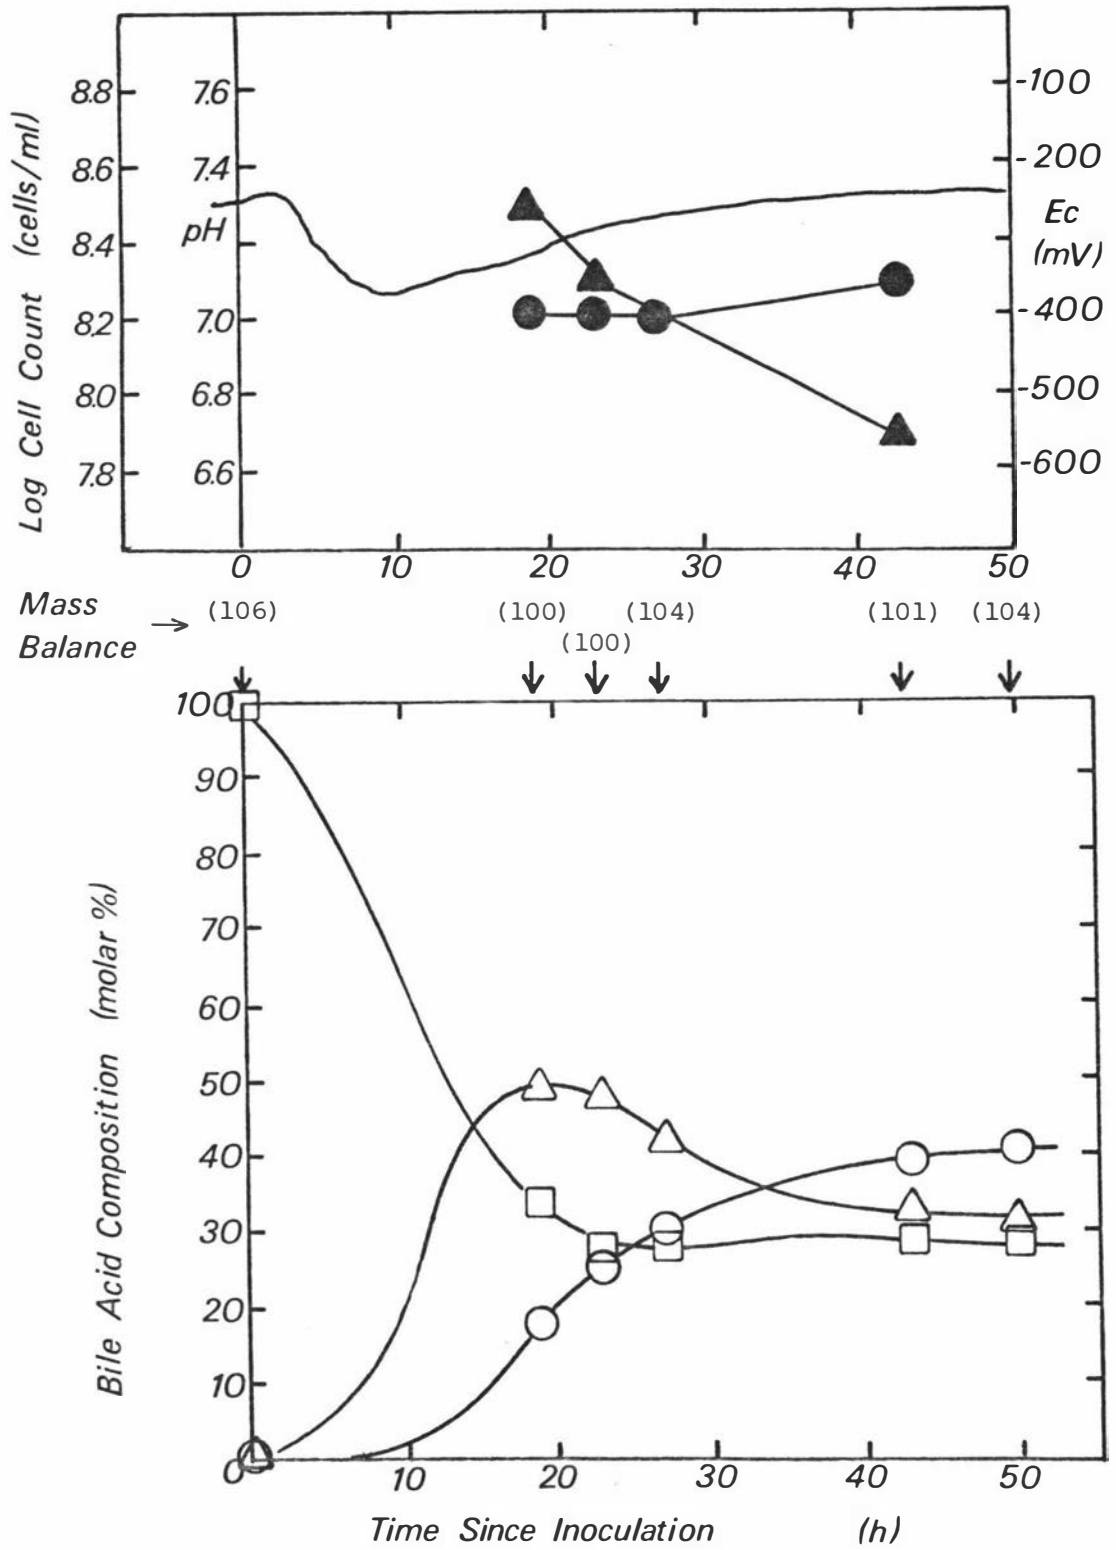 8.8
7.6
-100
8.6
7.4
-200
8.4
pH
Ec
(mV)
8.2
7.0
-400
8.0
6.8
-500
7.8
6.6
-600
Log Cell Count (cells/ml)
0 10 20 30 40 50
Mass
Balance →
(106) (100) (104) (101) (104)
(100)
100
90
80
70
60
50
40
30
20
10
0
Bile Acid Composition (molar %)
10 20 30 40 50
Time Since Inoculation (h)